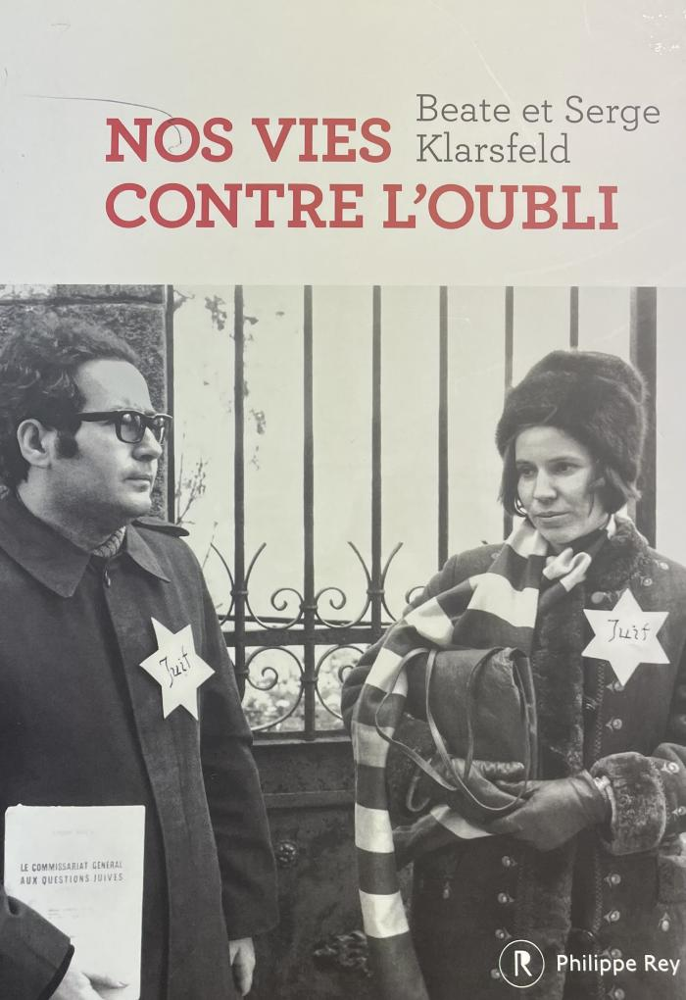 Beate et Serge
Klarsfeld
NOS VIES
CONTRE L'OUBLI
Juif
Juif
LE COMMISSARIAT GÉNÉRAL
AUX QUESTIONS JUIVES
R
Philippe Rey